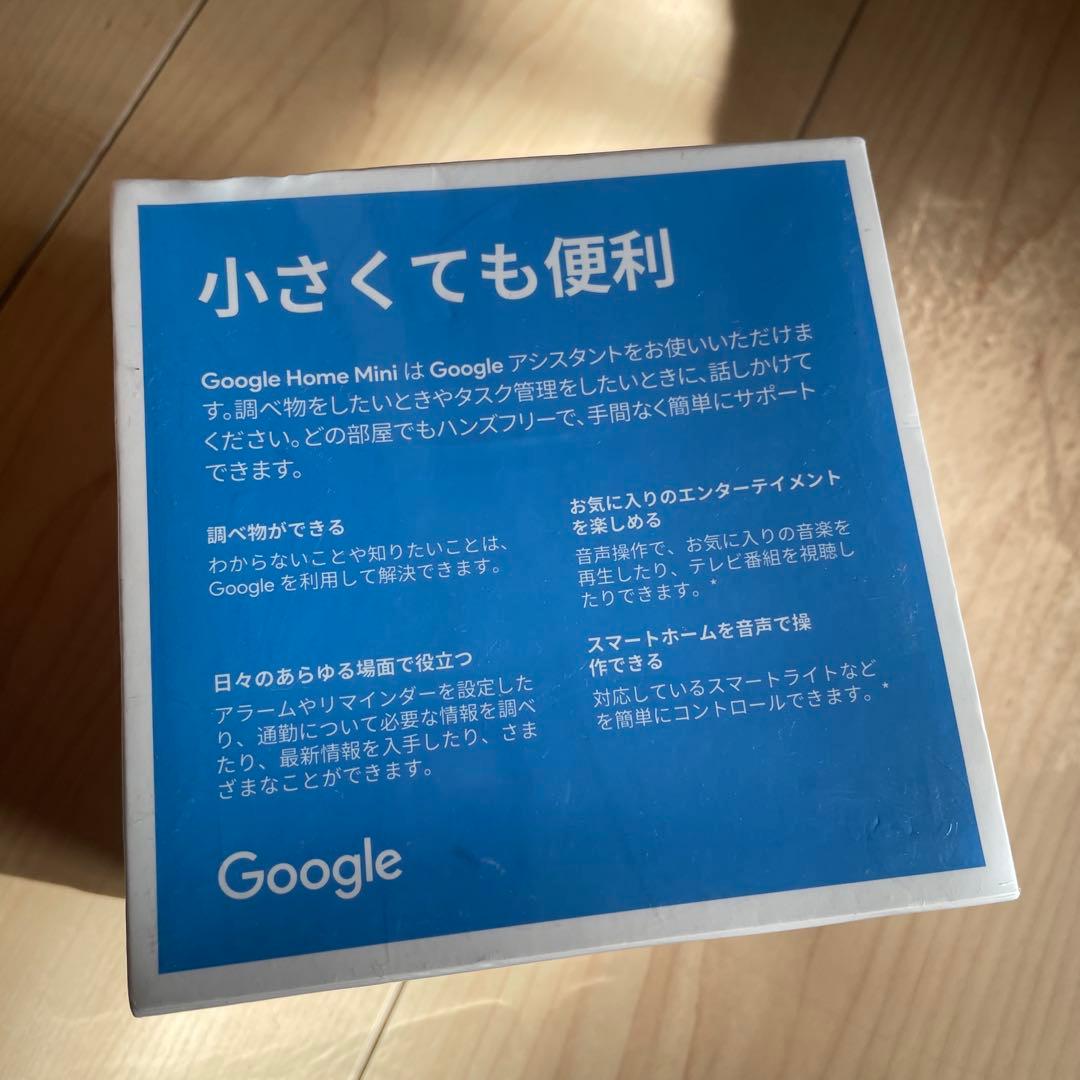 小さくても便利
Google Home Mini は Google アシスタントをお使いいただけま
す。調べ物をしたいときやタスク管理をしたいときに、話しかけて
ください。どの部屋でもハンズフリーで、手間なく簡単にサポート
できます。
調べ物ができる
わからないことや知りたいことは、
Google を利用して解決できます。
日々のあらゆる場面で役立つ
アラームやリマインダーを設定した
り、通勤について必要な情報を調べ
たり、最新情報を入手したり、さま
ざまなことができます。
お気に入りのエンターテイメント
を楽しめる
音声操作で、お気に入りの音楽を
再生したり、テレビ番組を視聴し
たりできます。*
スマートホームを音声で操
作できる
対応しているスマートライトなど
を簡単にコントロールできます。*
Google